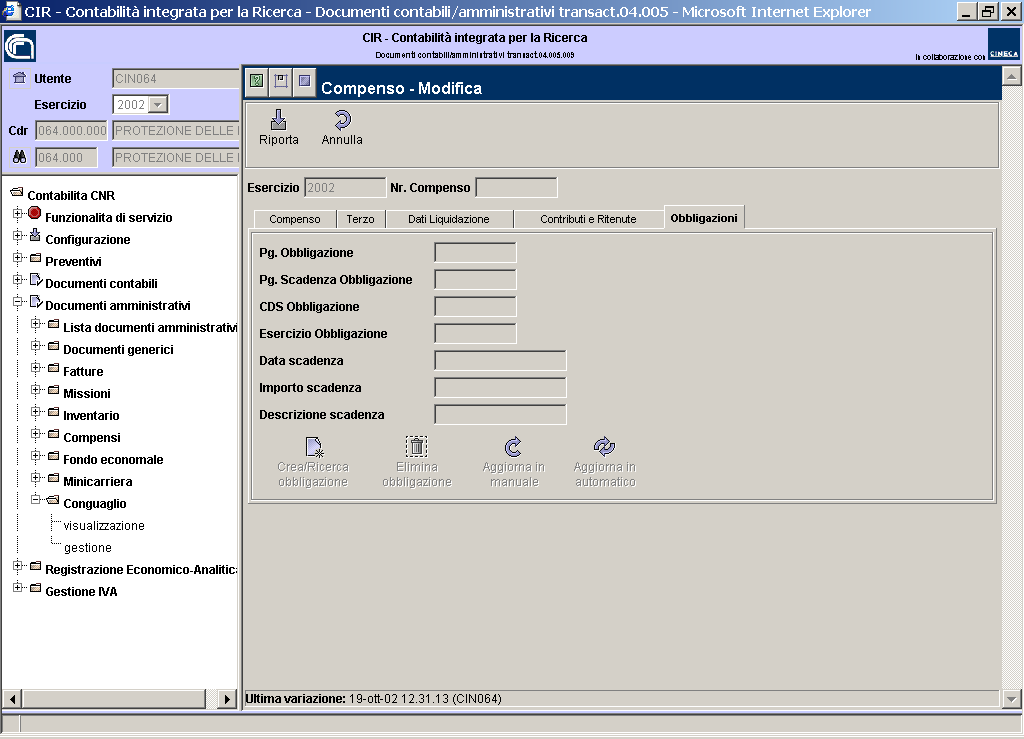 CIR - Contabilità integrata per la Ricerca - Documenti contabili/amministrativi transact.04.005 - Microsoft Internet Explorer
CIR - Contabilità integrata per la Ricerca
Documenti contabili/amministrativi transact.04.005.009
In collaborazione con CINECA
Utente CIN064
Esercizio 2002
Cdr 064.000.000 PROTEZIONE DELLE
064.000 PROTEZIONE DELLE
Contabilita CNR
Funzionalita di servizio
Configurazione
Preventivi
Documenti contabili
Documenti amministrativi
Lista documenti amministrativi
Documenti generici
Fatture
Missioni
Inventario
Compensi
Fondo economale
Minicarriera
Conguaglio
visualizzazione
gestione
Registrazione Economico-Analitica
Gestione IVA
Compenso - Modifica
Riporta Annulla
Esercizio 2002 Nr. Compenso
Compenso Terzo Dati Liquidazione Contributi e Ritenute Obbligazioni
Pg. Obbligazione
Pg. Scadenza Obbligazione
CDS Obbligazione
Esercizio Obbligazione
Data scadenza
Importo scadenza
Descrizione scadenza
Crea/Ricerca obbligazione
Elimina obbligazione
Aggiorna in manuale
Aggiorna in automatico
Ultima variazione: 19-ott-02 12.31.13 (CIN064)